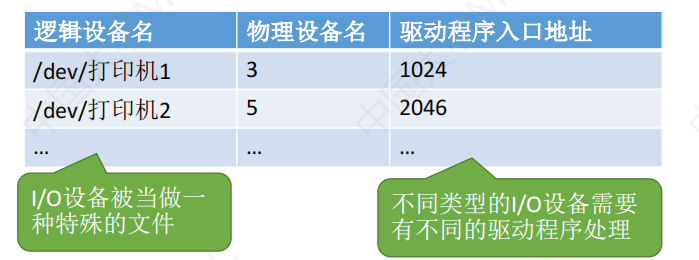 逻辑设备名 物理设备名 驱动程序入口地址
/dev/打印机1 3 1024
/dev/打印机2 5 2046
... ... ...
I/O设备被当做一
种特殊的文件
不同类型的I/O设备需要
有不同的驱动程序处理